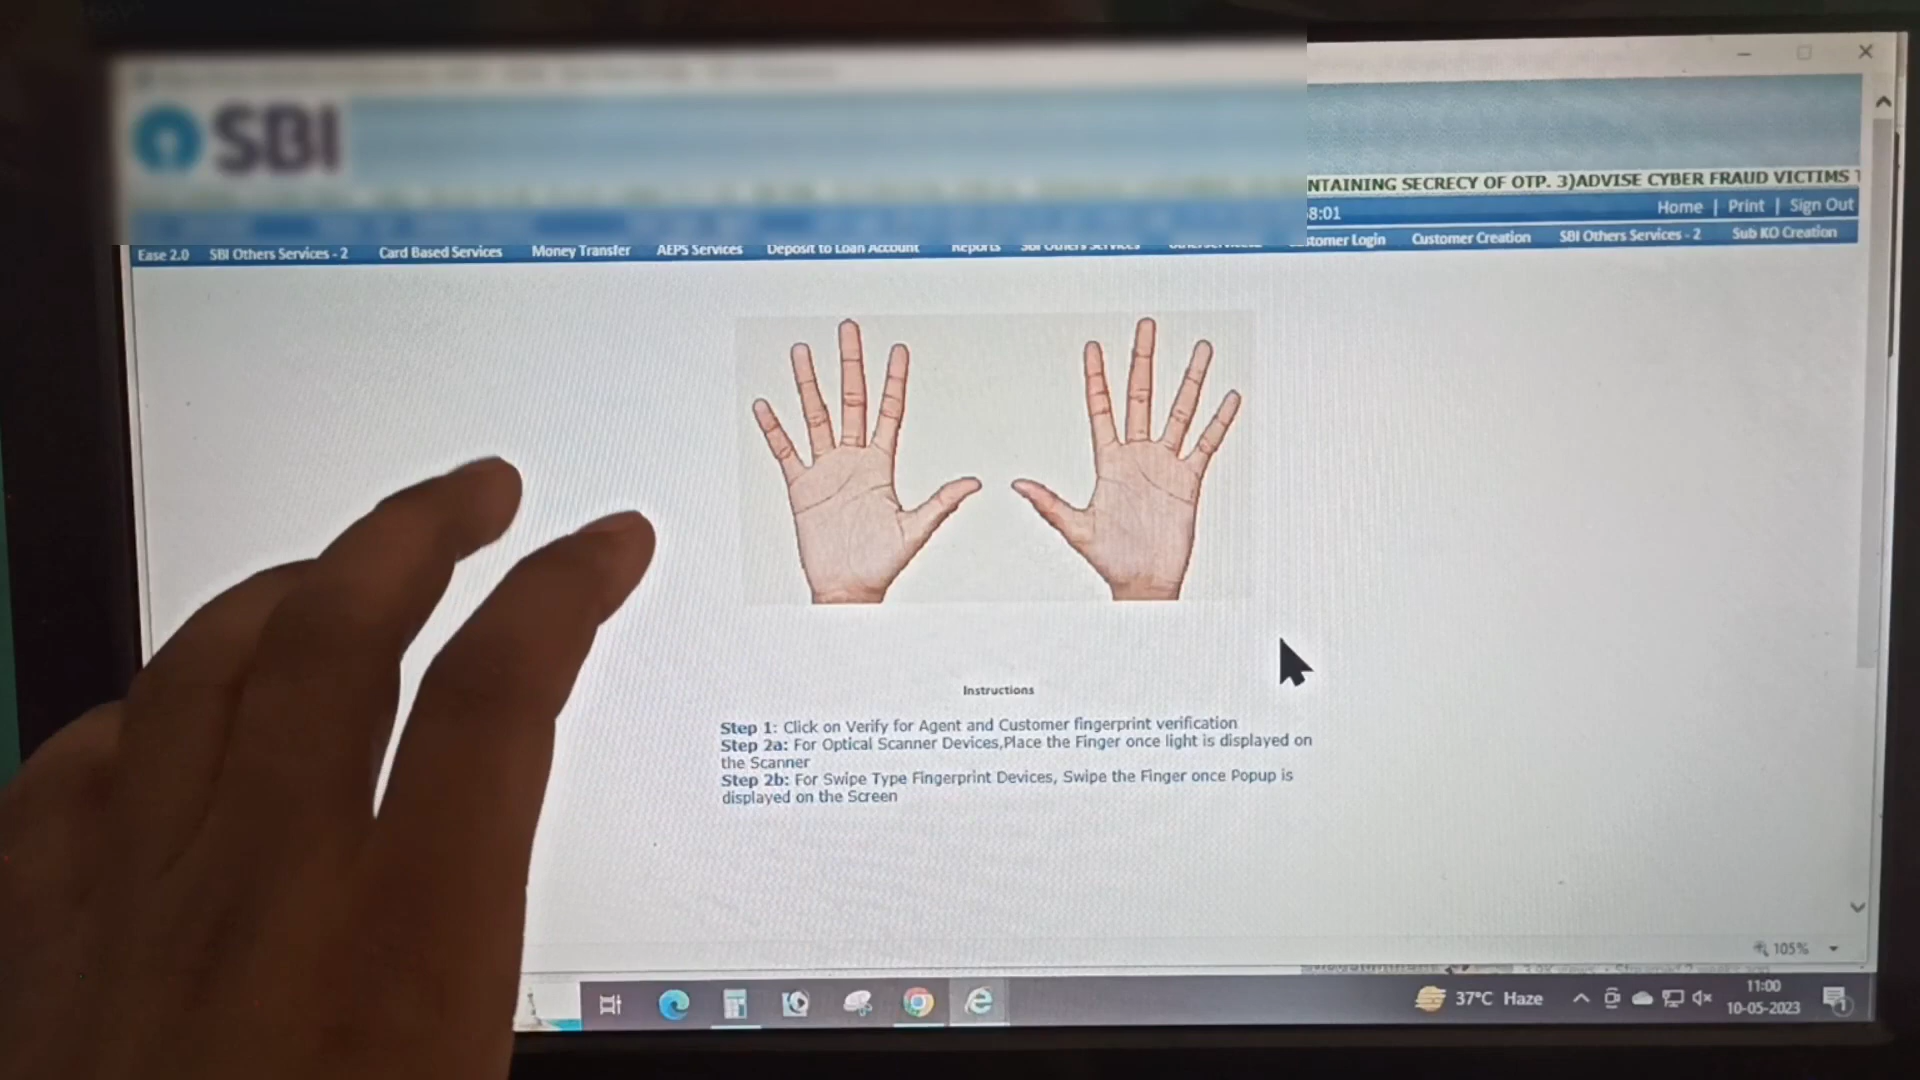 SBI
NTAINING SECRECY OF OTP. 3)ADVISE CYBER FRAUD VICTIMS
8:01
Home | Print | Sign Out
Ease 2.0 SBI Others Services - 2 Card Based Services Money Transfer AEPS Services Deposit to Loan Account Reports SBI Others Services stomer Login Customer Creation SBI Others Services - 2 Sub KO Creation
Instructions
Step 1: Click on Verify for Agent and Customer fingerprint verification
Step 2a: For Optical Scanner Devices,Place the Finger once light is displayed on
the Scanner
Step 2b: For Swipe Type Fingerprint Devices, Swipe the Finger once Popup is
displayed on the Screen
105%
37°C Haze
11:00
10-05-2023
1